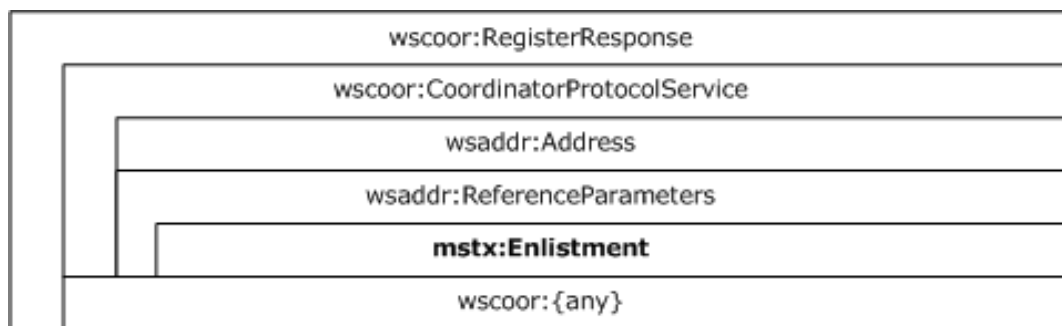 wscoor:RegisterResponse
wscoor:CoordinatorProtocolService
wsaddr:Address
wsaddr:ReferenceParameters
mstx:Enlistment
wscoor:{any}